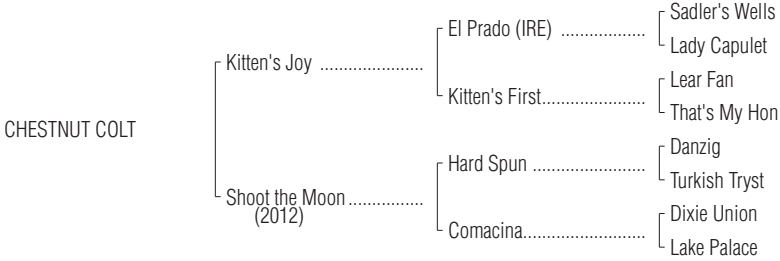 Sadler's Wells
El Prado (IRE) ..................
Lady Capulet
Kitten's Joy ......................
Lear Fan
Kitten's First......................
That's My Hon
CHESTNUT COLT
Danzig
Hard Spun ........................
Turkish Tryst
Shoot the Moon................
(2012)
Dixie Union
Comacina..........................
Lake Palace